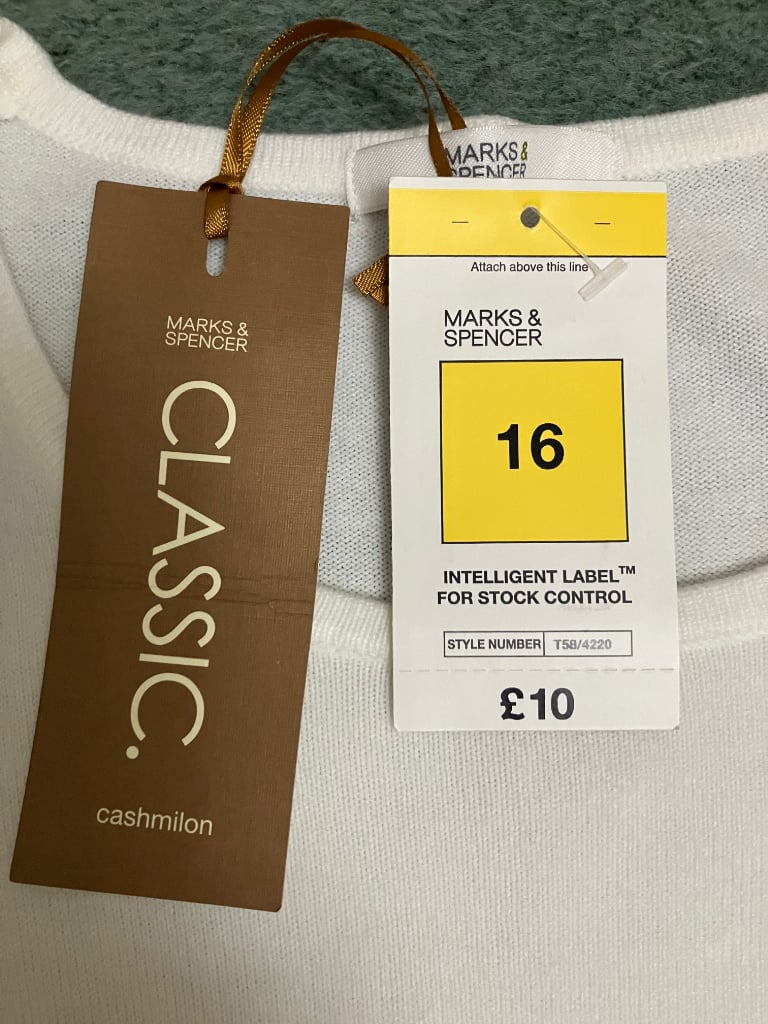 MARKS &
SPENCER
MARKS &
SPENCER
CLASSIC.
cashmilon
Attach above this line
MARKS &
SPENCER
16
INTELLIGENT LABEL™
FOR STOCK CONTROL
STYLE NUMBER T58/4220
£10